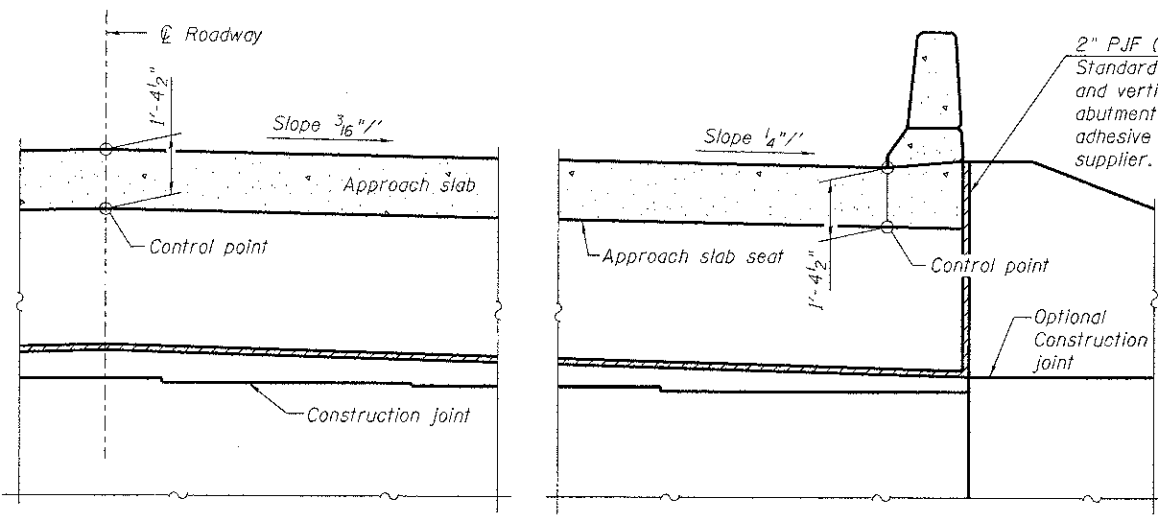 ℄ Roadway
1'-4½"
Slope 3/16"/'
Approach slab
Control point
Construction joint
Slope ¼"/'
Approach slab seat
1'-4½"
Control point
2" PJF (
Standard
and verti
abutment
adhesive
supplier.
Optional
Construction
joint